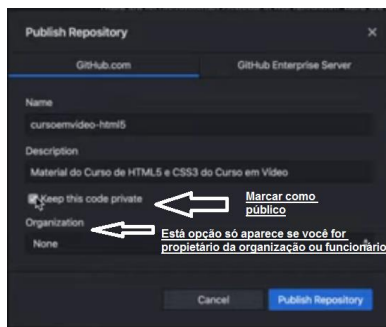 Publish Repository
GitHub.com
GitHub Enterprise Server
Name
cursoemvideo-html5
Description
Material do Curso de HTML5 e CSS3 do Curso em Vídeo
Keep this code private
Marcar como
público
Organization
Está opção só aparece se você for
propietário da organização ou funcionário
None
Cancel
Publish Repository